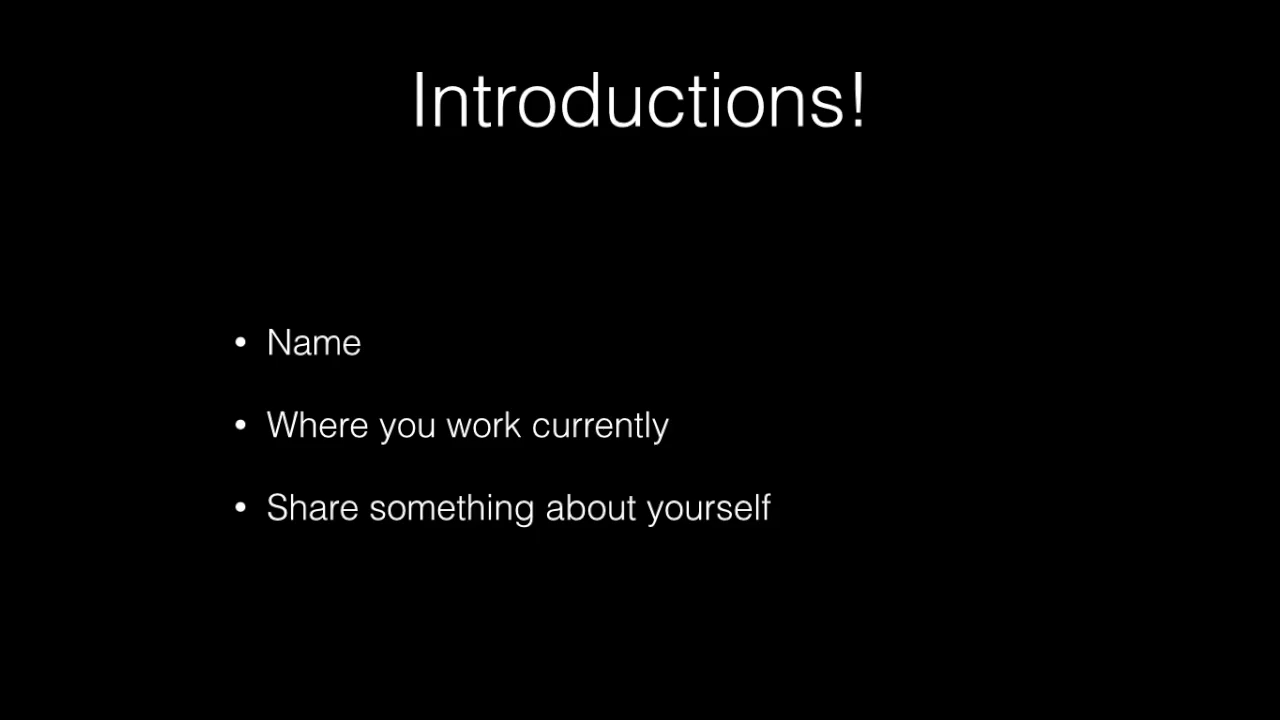 Introductions!
• Name
• Where you work currently
• Share something about yourself